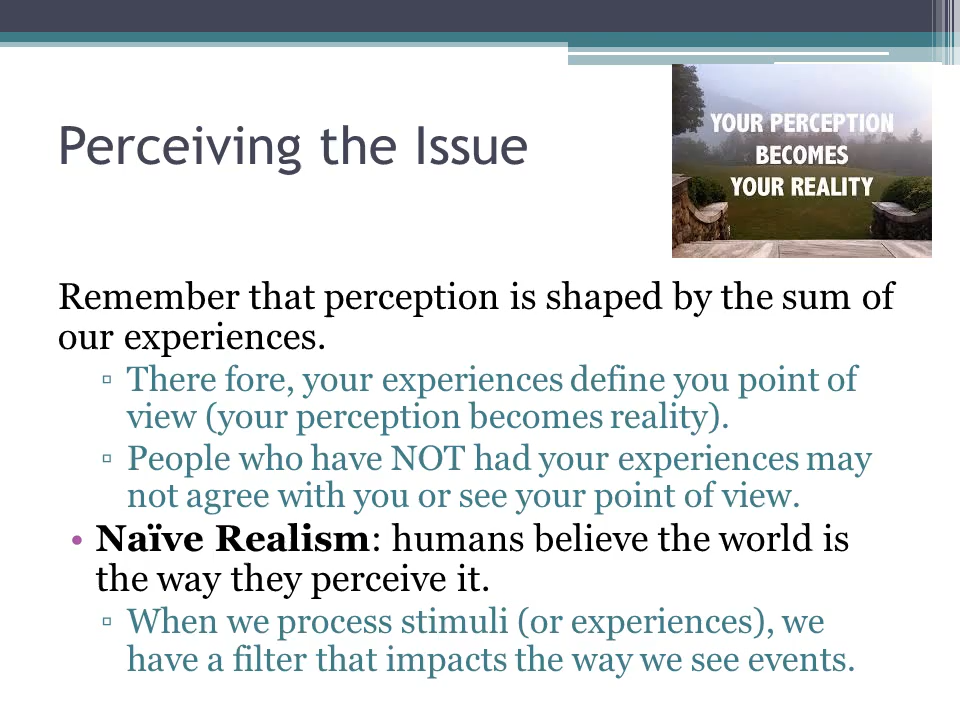 Perceiving the Issue
YOUR PERCEPTION
BECOMES
YOUR REALITY
Remember that perception is shaped by the sum of
our experiences.
▫ There fore, your experiences define you point of
view (your perception becomes reality).
▫ People who have NOT had your experiences may
not agree with you or see your point of view.
• Naïve Realism: humans believe the world is
the way they perceive it.
▫ When we process stimuli (or experiences), we
have a filter that impacts the way we see events.